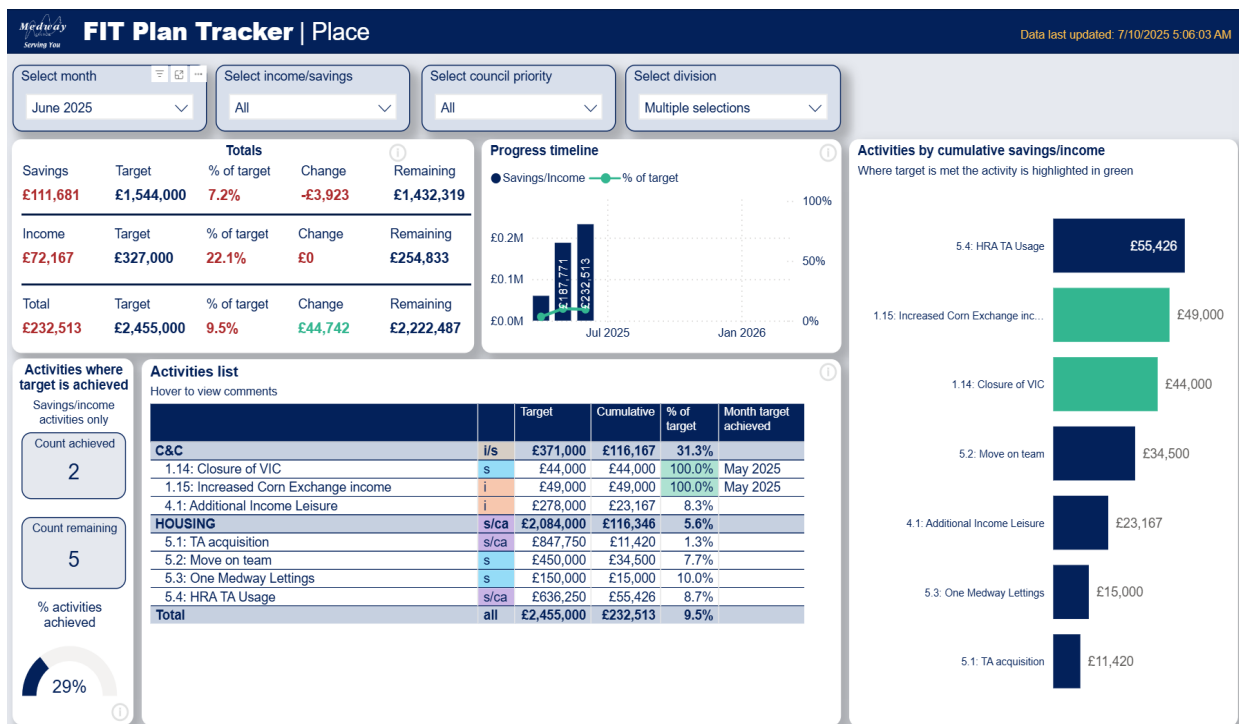 Medway
Serving You
FIT Plan Tracker | Place
Data last updated: 7/10/2025 5:06:03 AM
Select month
June 2025
Select income/savings
All
Select council priority
All
Select division
Multiple selections
Totals
Savings Target % of target Change Remaining
£111,681 £1,544,000 7.2% -£3,923 £1,432,319
Income Target % of target Change Remaining
£72,167 £327,000 22.1% £0 £254,833
Total Target % of target Change Remaining
£232,513 £2,455,000 9.5% £44,742 £2,222,487
Progress timeline
Savings/Income % of target
100%
£0.2M
50%
£0.1M
£0.0M
0%
£187,771
£232,513
Jul 2025 Jan 2026
Activities by cumulative savings/income
Where target is met the activity is highlighted in green
5.4: HRA TA Usage £55,426
1.15: Increased Corn Exchange inc... £49,000
1.14: Closure of VIC £44,000
5.2: Move on team £34,500
4.1: Additional Income Leisure £23,167
5.3: One Medway Lettings £15,000
5.1: TA acquisition £11,420
Activities where
target is achieved
Savings/income
activities only
Count achieved
2
Count remaining
5
% activities
achieved
29%
Activities list
Hover to view comments
Target Cumulative % of target Month target achieved
C&C i/s £371,000 £116,167 31.3%
1.14: Closure of VIC s £44,000 £44,000 100.0% May 2025
1.15: Increased Corn Exchange income i £49,000 £49,000 100.0% May 2025
4.1: Additional Income Leisure i £278,000 £23,167 8.3%
HOUSING s/ca £2,084,000 £116,346 5.6%
5.1: TA acquisition s/ca £847,750 £11,420 1.3%
5.2: Move on team s £450,000 £34,500 7.7%
5.3: One Medway Lettings s £150,000 £15,000 10.0%
5.4: HRA TA Usage s/ca £636,250 £55,426 8.7%
Total all £2,455,000 £232,513 9.5%